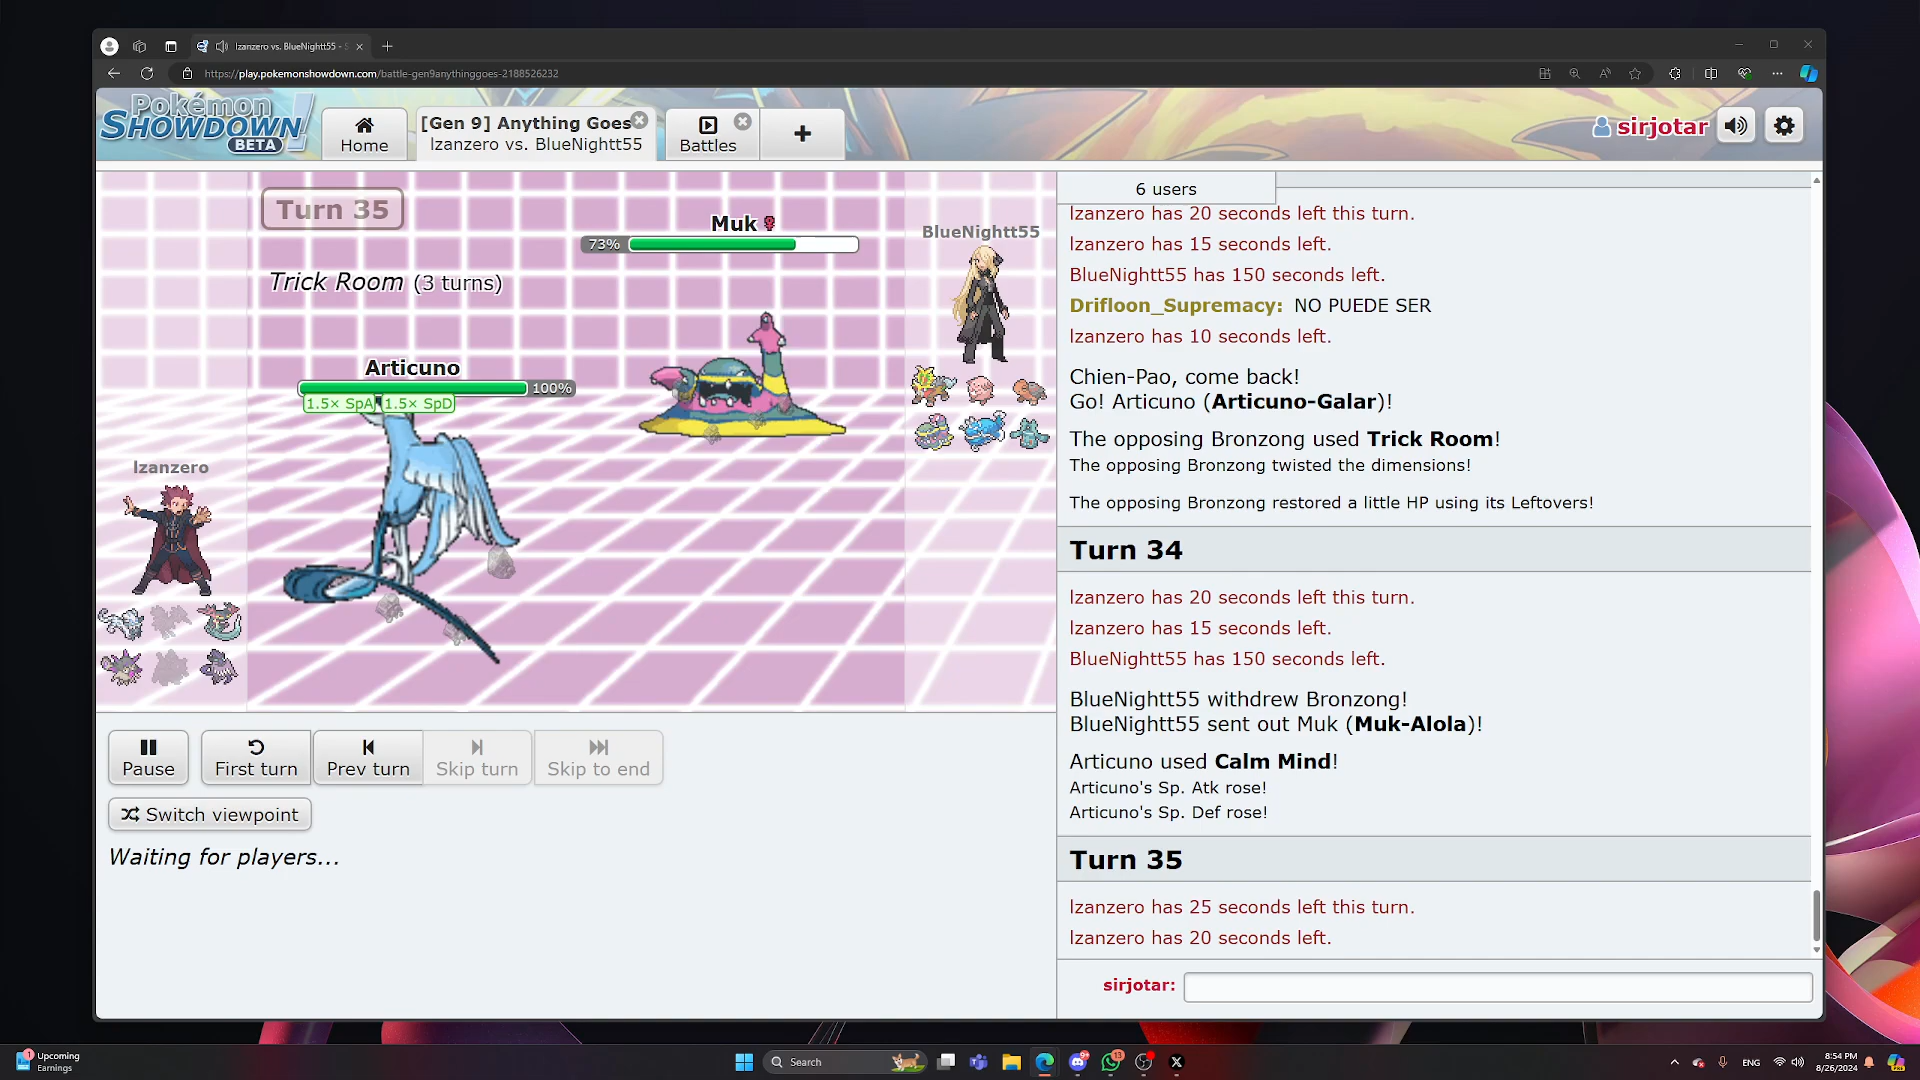 Izanzero vs. BlueNightt55 - S
https://play.pokemonshowdown.com/battle-gen9anythinggoes-2188526232
Pokémon
SHOWDOWN!
BETA
Home
[Gen 9] Anything Goes
Izanzero vs. BlueNightt55
Battles
sirjotar
Turn 35
Trick Room (3 turns)
Muk
73%
Articuno
100%
1.5× SpA
1.5× SpD
BlueNightt55
Izanzero
Pause
First turn
Prev turn
Skip turn
Skip to end
Switch viewpoint
Waiting for players...
6 users
Izanzero has 20 seconds left this turn.
Izanzero has 15 seconds left.
BlueNightt55 has 150 seconds left.
Drifloon_Supremacy: NO PUEDE SER
Izanzero has 10 seconds left.
Chien-Pao, come back!
Go! Articuno (Articuno-Galar)!
The opposing Bronzong used Trick Room!
The opposing Bronzong twisted the dimensions!
The opposing Bronzong restored a little HP using its Leftovers!
Turn 34
Izanzero has 20 seconds left this turn.
Izanzero has 15 seconds left.
BlueNightt55 has 150 seconds left.
BlueNightt55 withdrew Bronzong!
BlueNightt55 sent out Muk (Muk-Alola)!
Articuno used Calm Mind!
Articuno's Sp. Atk rose!
Articuno's Sp. Def rose!
Turn 35
Izanzero has 25 seconds left this turn.
Izanzero has 20 seconds left.
sirjotar:
1
Upcoming
Earnings
Search
9+
13
ENG
8:54 PM
8/26/2024